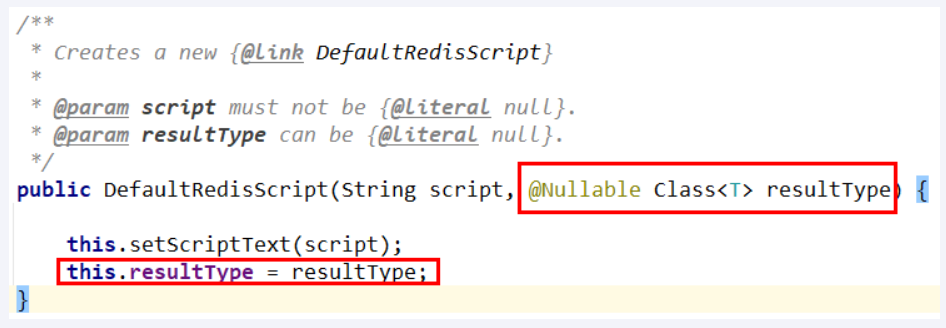 /**
* Creates a new {@link DefaultRedisScript}
*
* @param script must not be {@literal null}.
* @param resultType can be {@literal null}.
*/
public DefaultRedisScript(String script, @Nullable Class<T> resultType) {
this.setScriptText(script);
this.resultType = resultType;
}